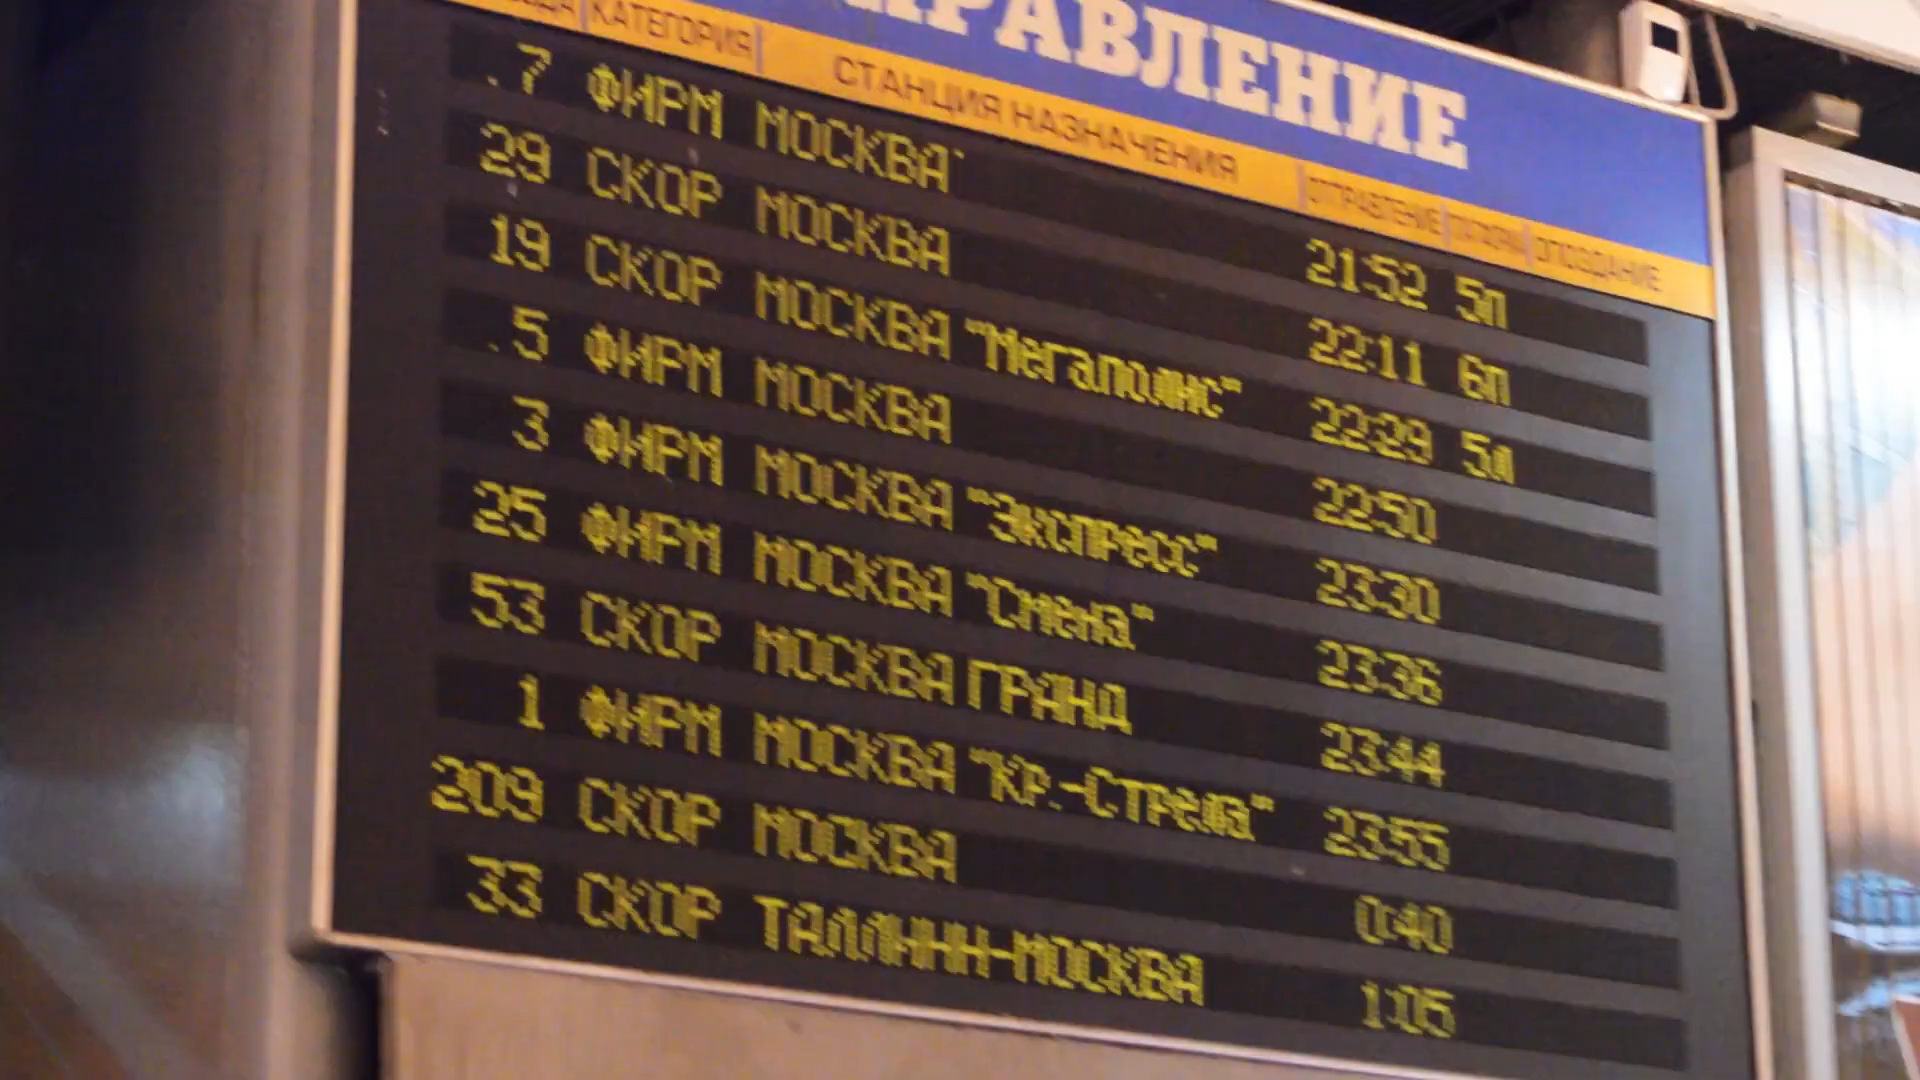 КАТЕГОРИЯ СТАНЦИЯ НАЗНАЧЕНИЯ ОТПРАВЛЕНИЕ ОПОЗДАНИЕ
7 ФИРМ МОСКВА 21:52 5п
29 СКОР МОСКВА 22:11 6п
19 СКОР МОСКВА "Мегаполис" 22:29 5л
5 ФИРМ МОСКВА 22:50
3 ФИРМ МОСКВА "Экспресс" 23:30
25 ФИРМ МОСКВА "Смена" 23:36
53 СКОР МОСКВА ГРАНД 23:44
1 ФИРМ МОСКВА "Кр.-Стрела" 23:55
209 СКОР МОСКВА 0:40
33 СКОР ТАЛЛИНН-МОСКВА 1:05